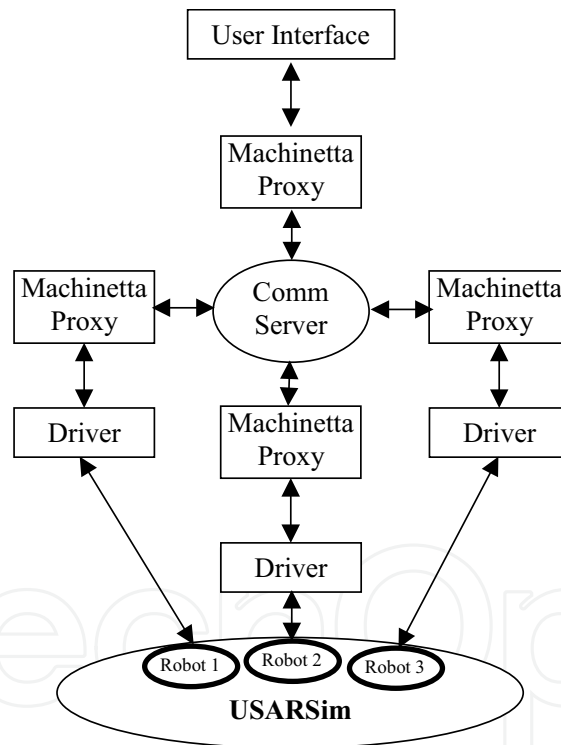 User Interface
Machinetta
Proxy
Machinetta
Proxy
Comm
Server
Machinetta
Proxy
Driver
Machinetta
Proxy
Driver
Driver
Robot 1
Robot 2
Robot 3
USARSim